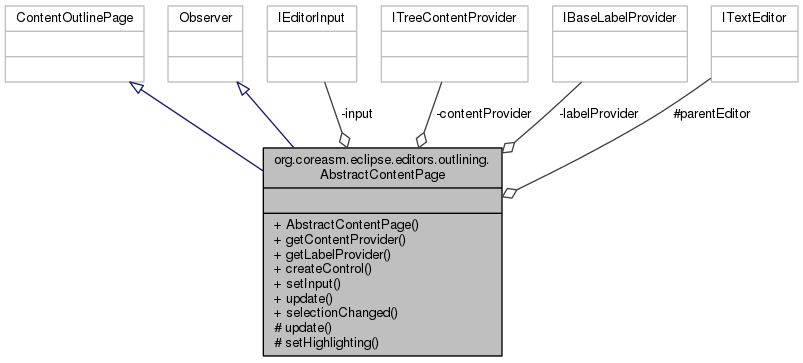 ContentOutlinePage
Observer
IEditorInput
ITreeContentProvider
IBaseLabelProvider
ITextEditor
-input
-contentProvider
-labelProvider
#parentEditor
org.coreasm.eclipse.editors.outlining.
AbstractContentPage
+ AbstractContentPage()
+ getContentProvider()
+ getLabelProvider()
+ createControl()
+ setInput()
+ update()
+ selectionChanged()
# update()
# setHighlighting()